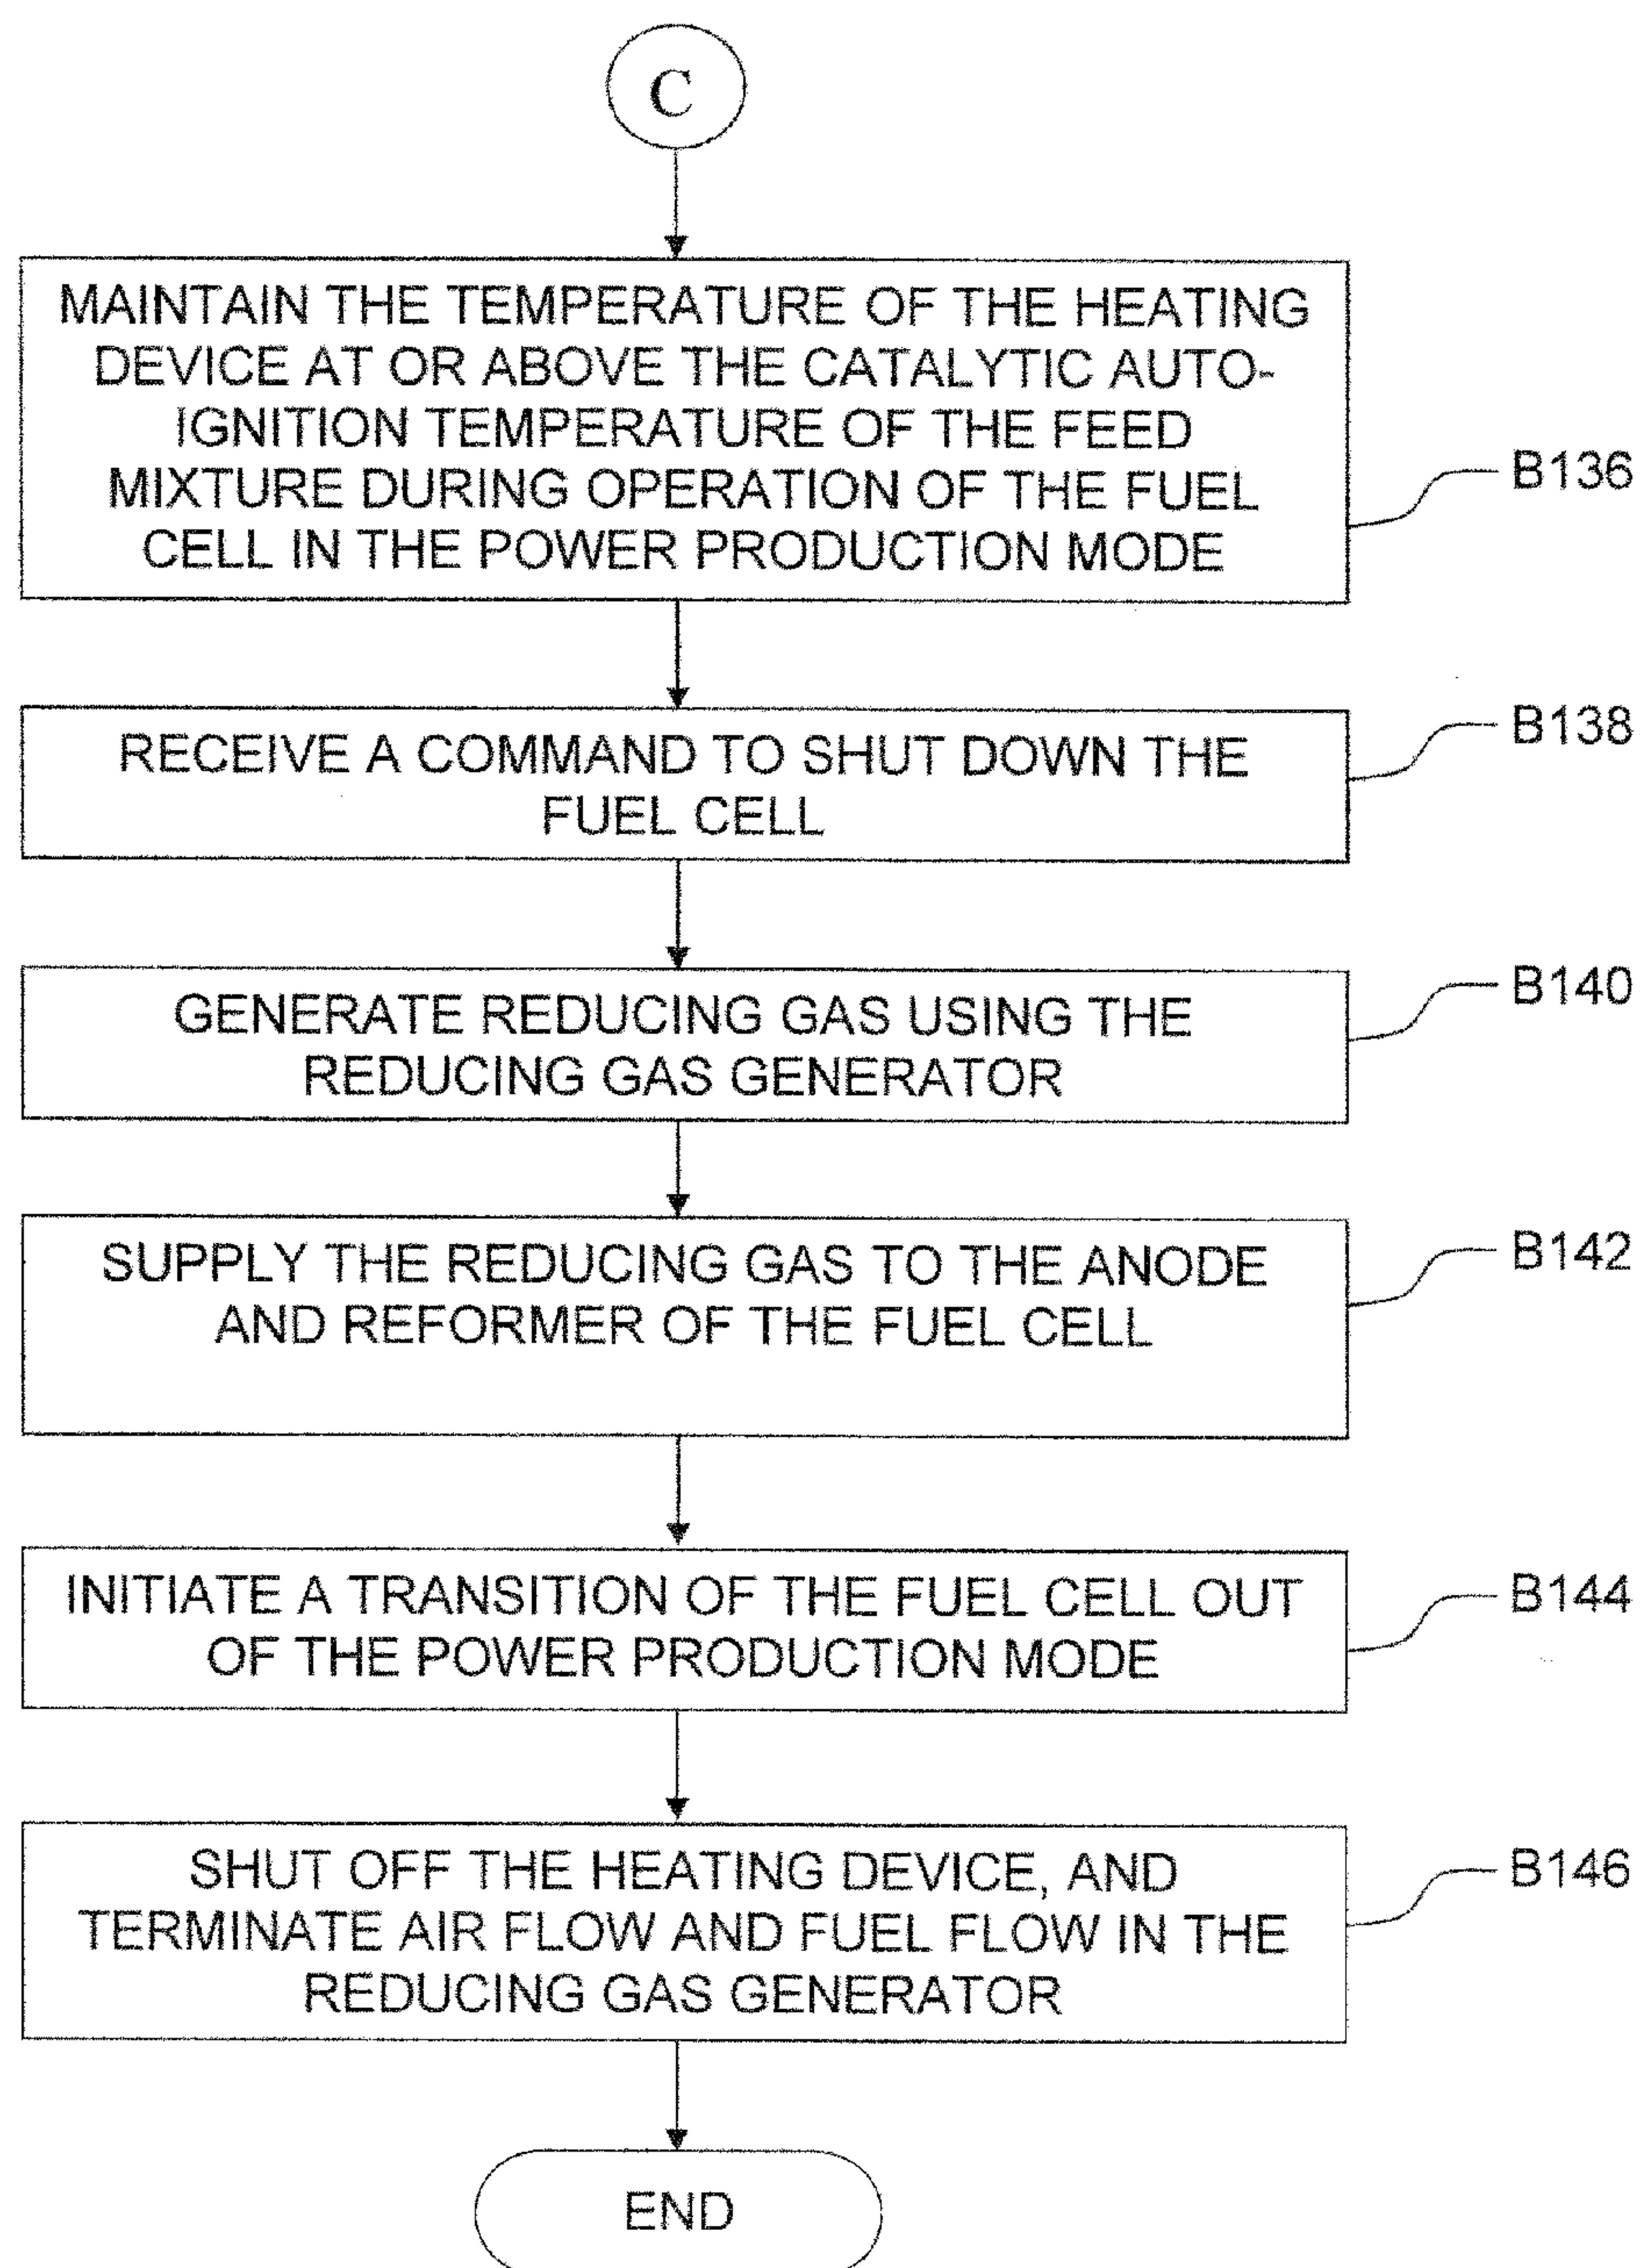 C
MAINTAIN THE TEMPERATURE OF THE HEATING
DEVICE AT OR ABOVE THE CATALYTIC AUTO-
IGNITION TEMPERATURE OF THE FEED
MIXTURE DURING OPERATION OF THE FUEL
CELL IN THE POWER PRODUCTION MODE
B136
RECEIVE A COMMAND TO SHUT DOWN THE
FUEL CELL
B138
GENERATE REDUCING GAS USING THE
REDUCING GAS GENERATOR
B140
SUPPLY THE REDUCING GAS TO THE ANODE
AND REFORMER OF THE FUEL CELL
B142
INITIATE A TRANSITION OF THE FUEL CELL OUT
OF THE POWER PRODUCTION MODE
B144
SHUT OFF THE HEATING DEVICE, AND
TERMINATE AIR FLOW AND FUEL FLOW IN THE
REDUCING GAS GENERATOR
B146
END